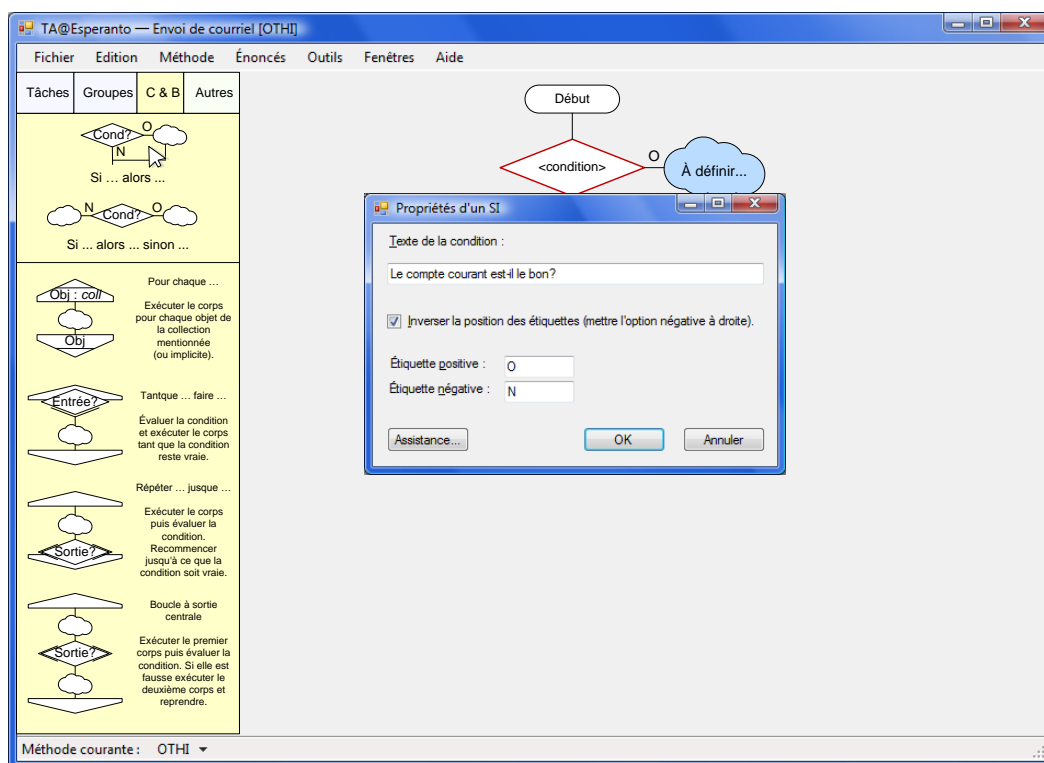 TA@Esperanto — Envoi de courriel [OTHI]
Fichier Edition Méthode Énoncés Outils Fenêtres Aide
Tâches Groupes C & B Autres
Cond? O
N
Si … alors ...
N Cond? O
Si ... alors ... sinon ...
Obj : coll
Obj
Pour chaque …
Exécuter le corps
pour chaque objet de
la collection
mentionnée
(ou implicite).
Entrée?
Tantque … faire …
Évaluer la condition
et exécuter le corps
tant que la condition
reste vraie.
Sortie?
Répéter … jusque …
Exécuter le corps
puis évaluer la
condition.
Recommencer
jusqu'à ce que la
condition soit vraie.
Sortie?
Boucle à sortie
centrale
Exécuter le premier
corps puis évaluer la
condition. Si elle est
fausse exécuter le
deuxième corps et
reprendre.
Début
<condition>
O
À définir...
Propriétés d'un SI
Texte de la condition :
Le compte courant est-il le bon?
Inverser la position des étiquettes (mettre l'option négative à droite).
Étiquette positive : O
Étiquette négative : N
Assistance... OK Annuler
Méthode courante : OTHI